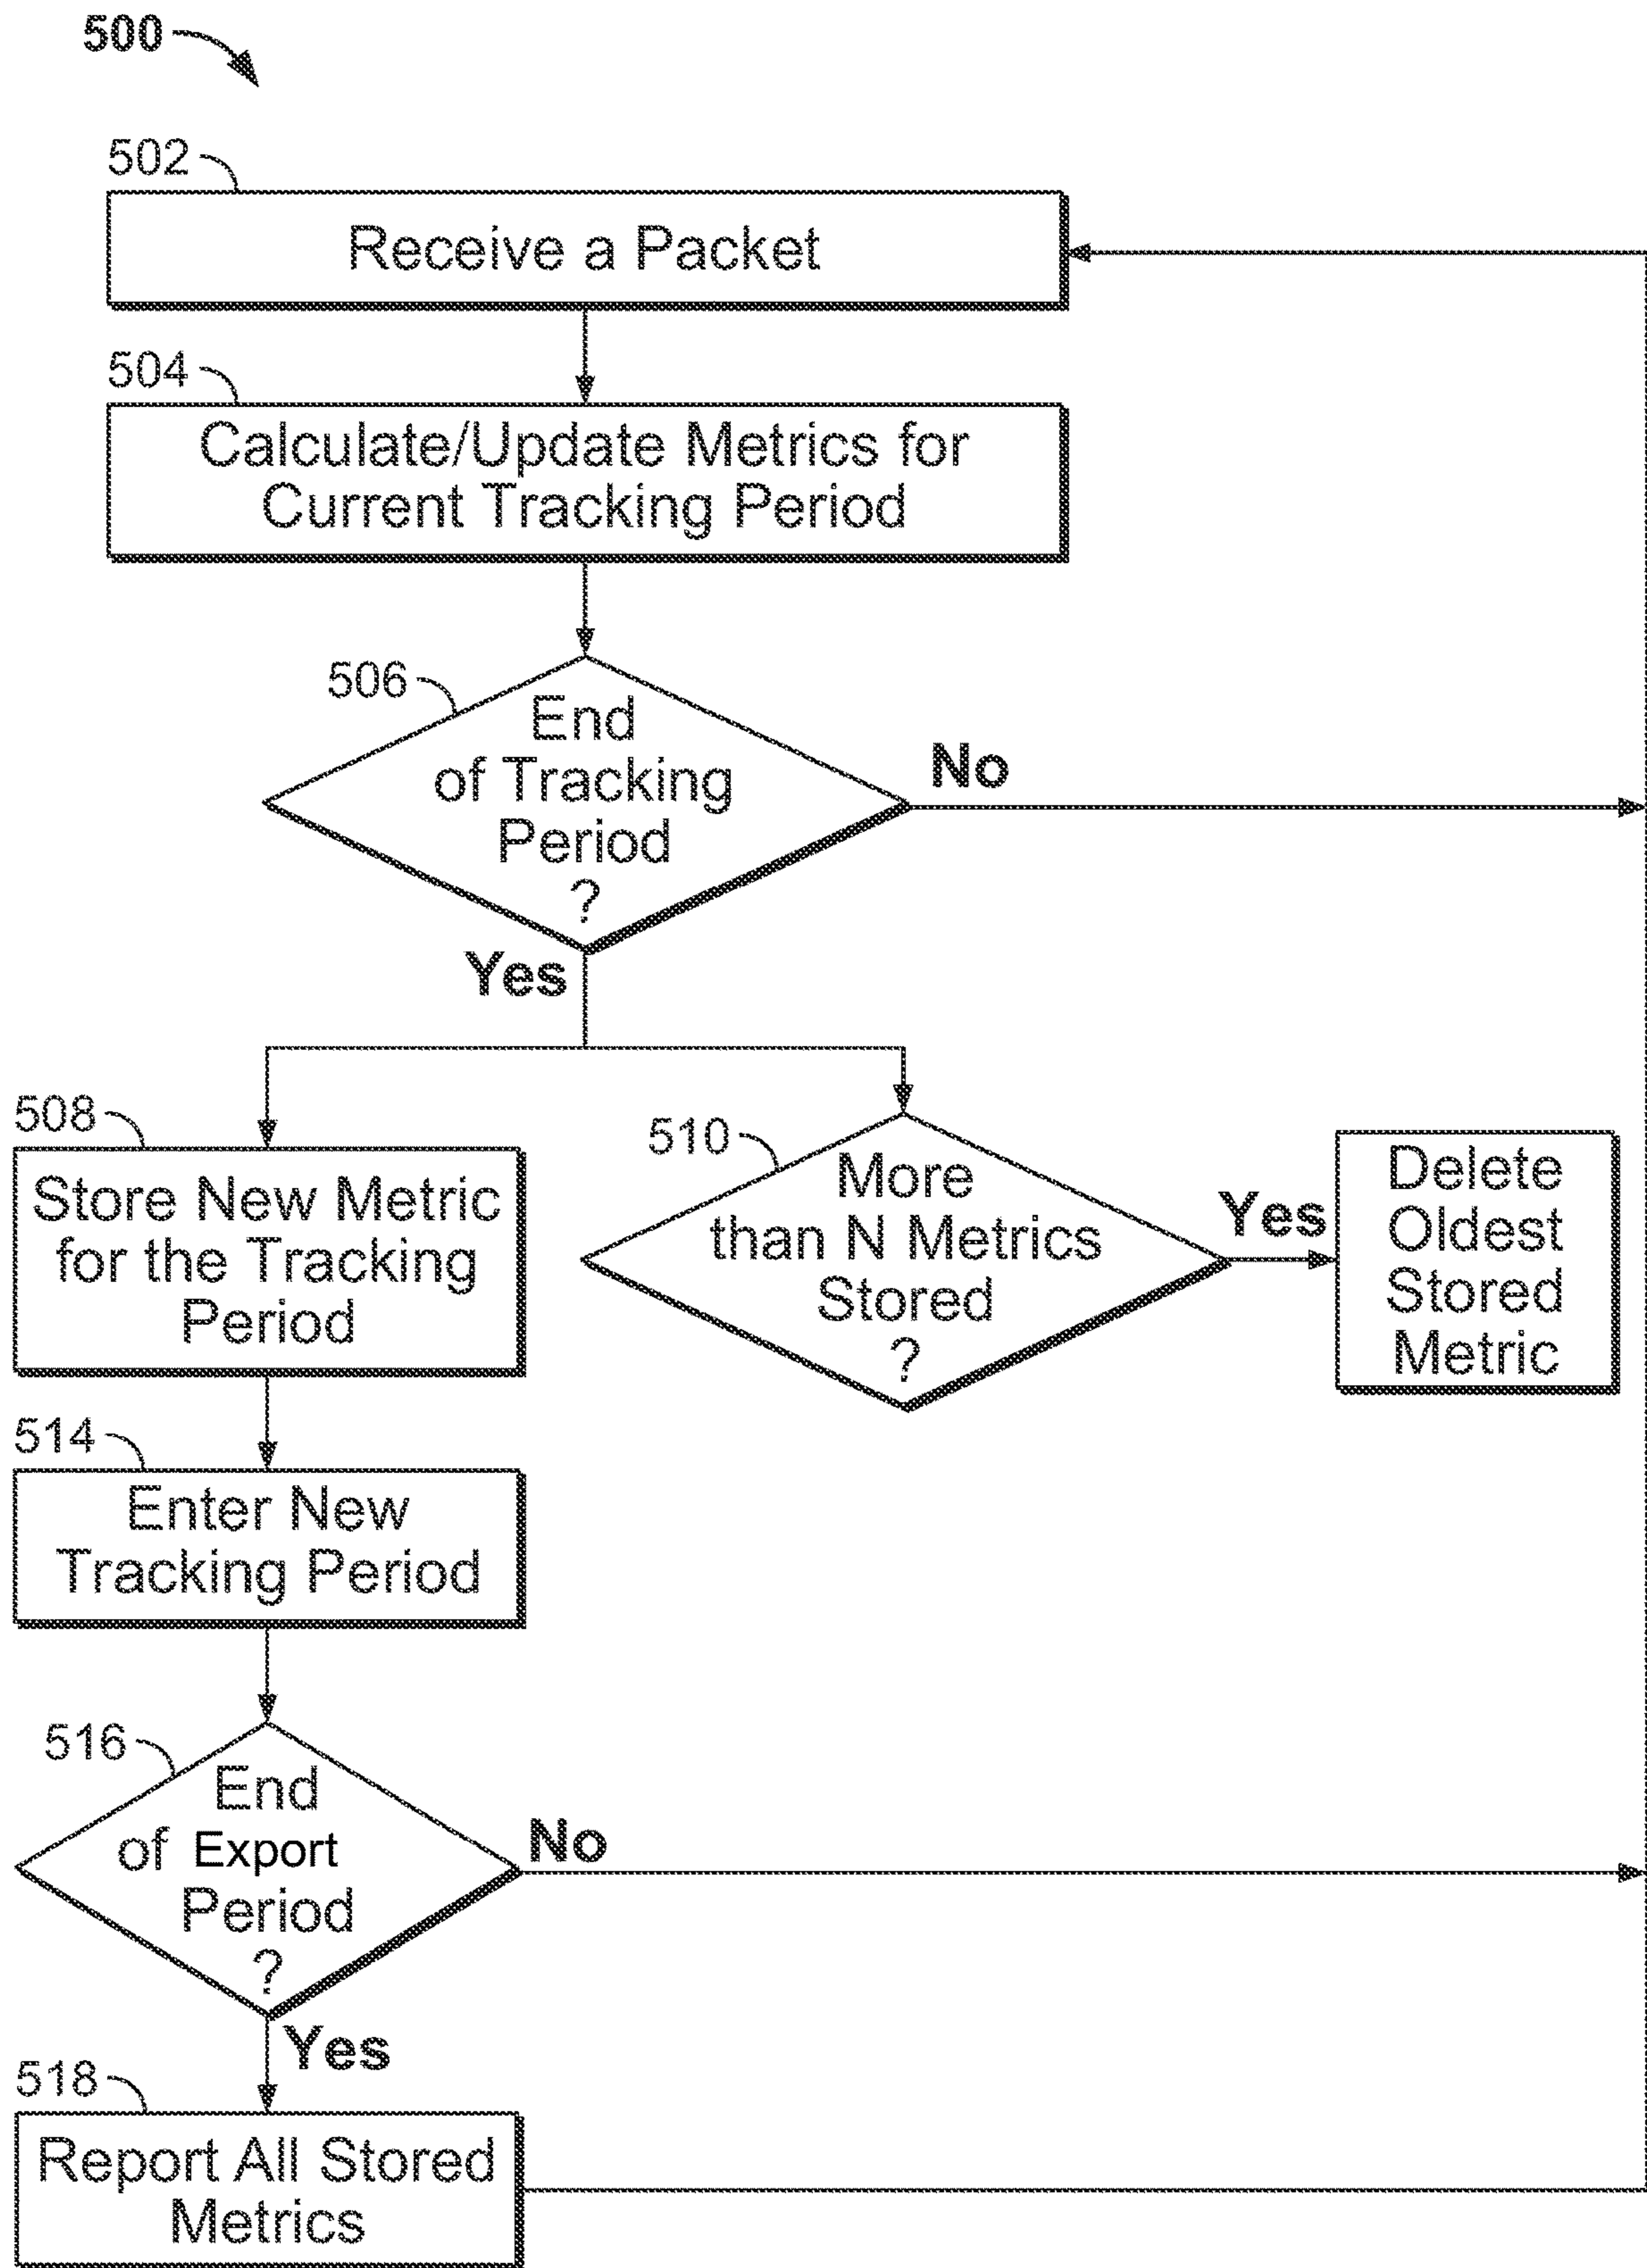 500
502
Receive a Packet
504
Calculate/Update Metrics for
Current Tracking Period
506
End
of Tracking
Period
?
No
Yes
508
Store New Metric
for the Tracking
Period
510
More
than N Metrics
Stored
?
Yes
Delete
Oldest
Stored
Metric
514
Enter New
Tracking Period
516
End
of Export
Period
?
No
Yes
518
Report All Stored
Metrics